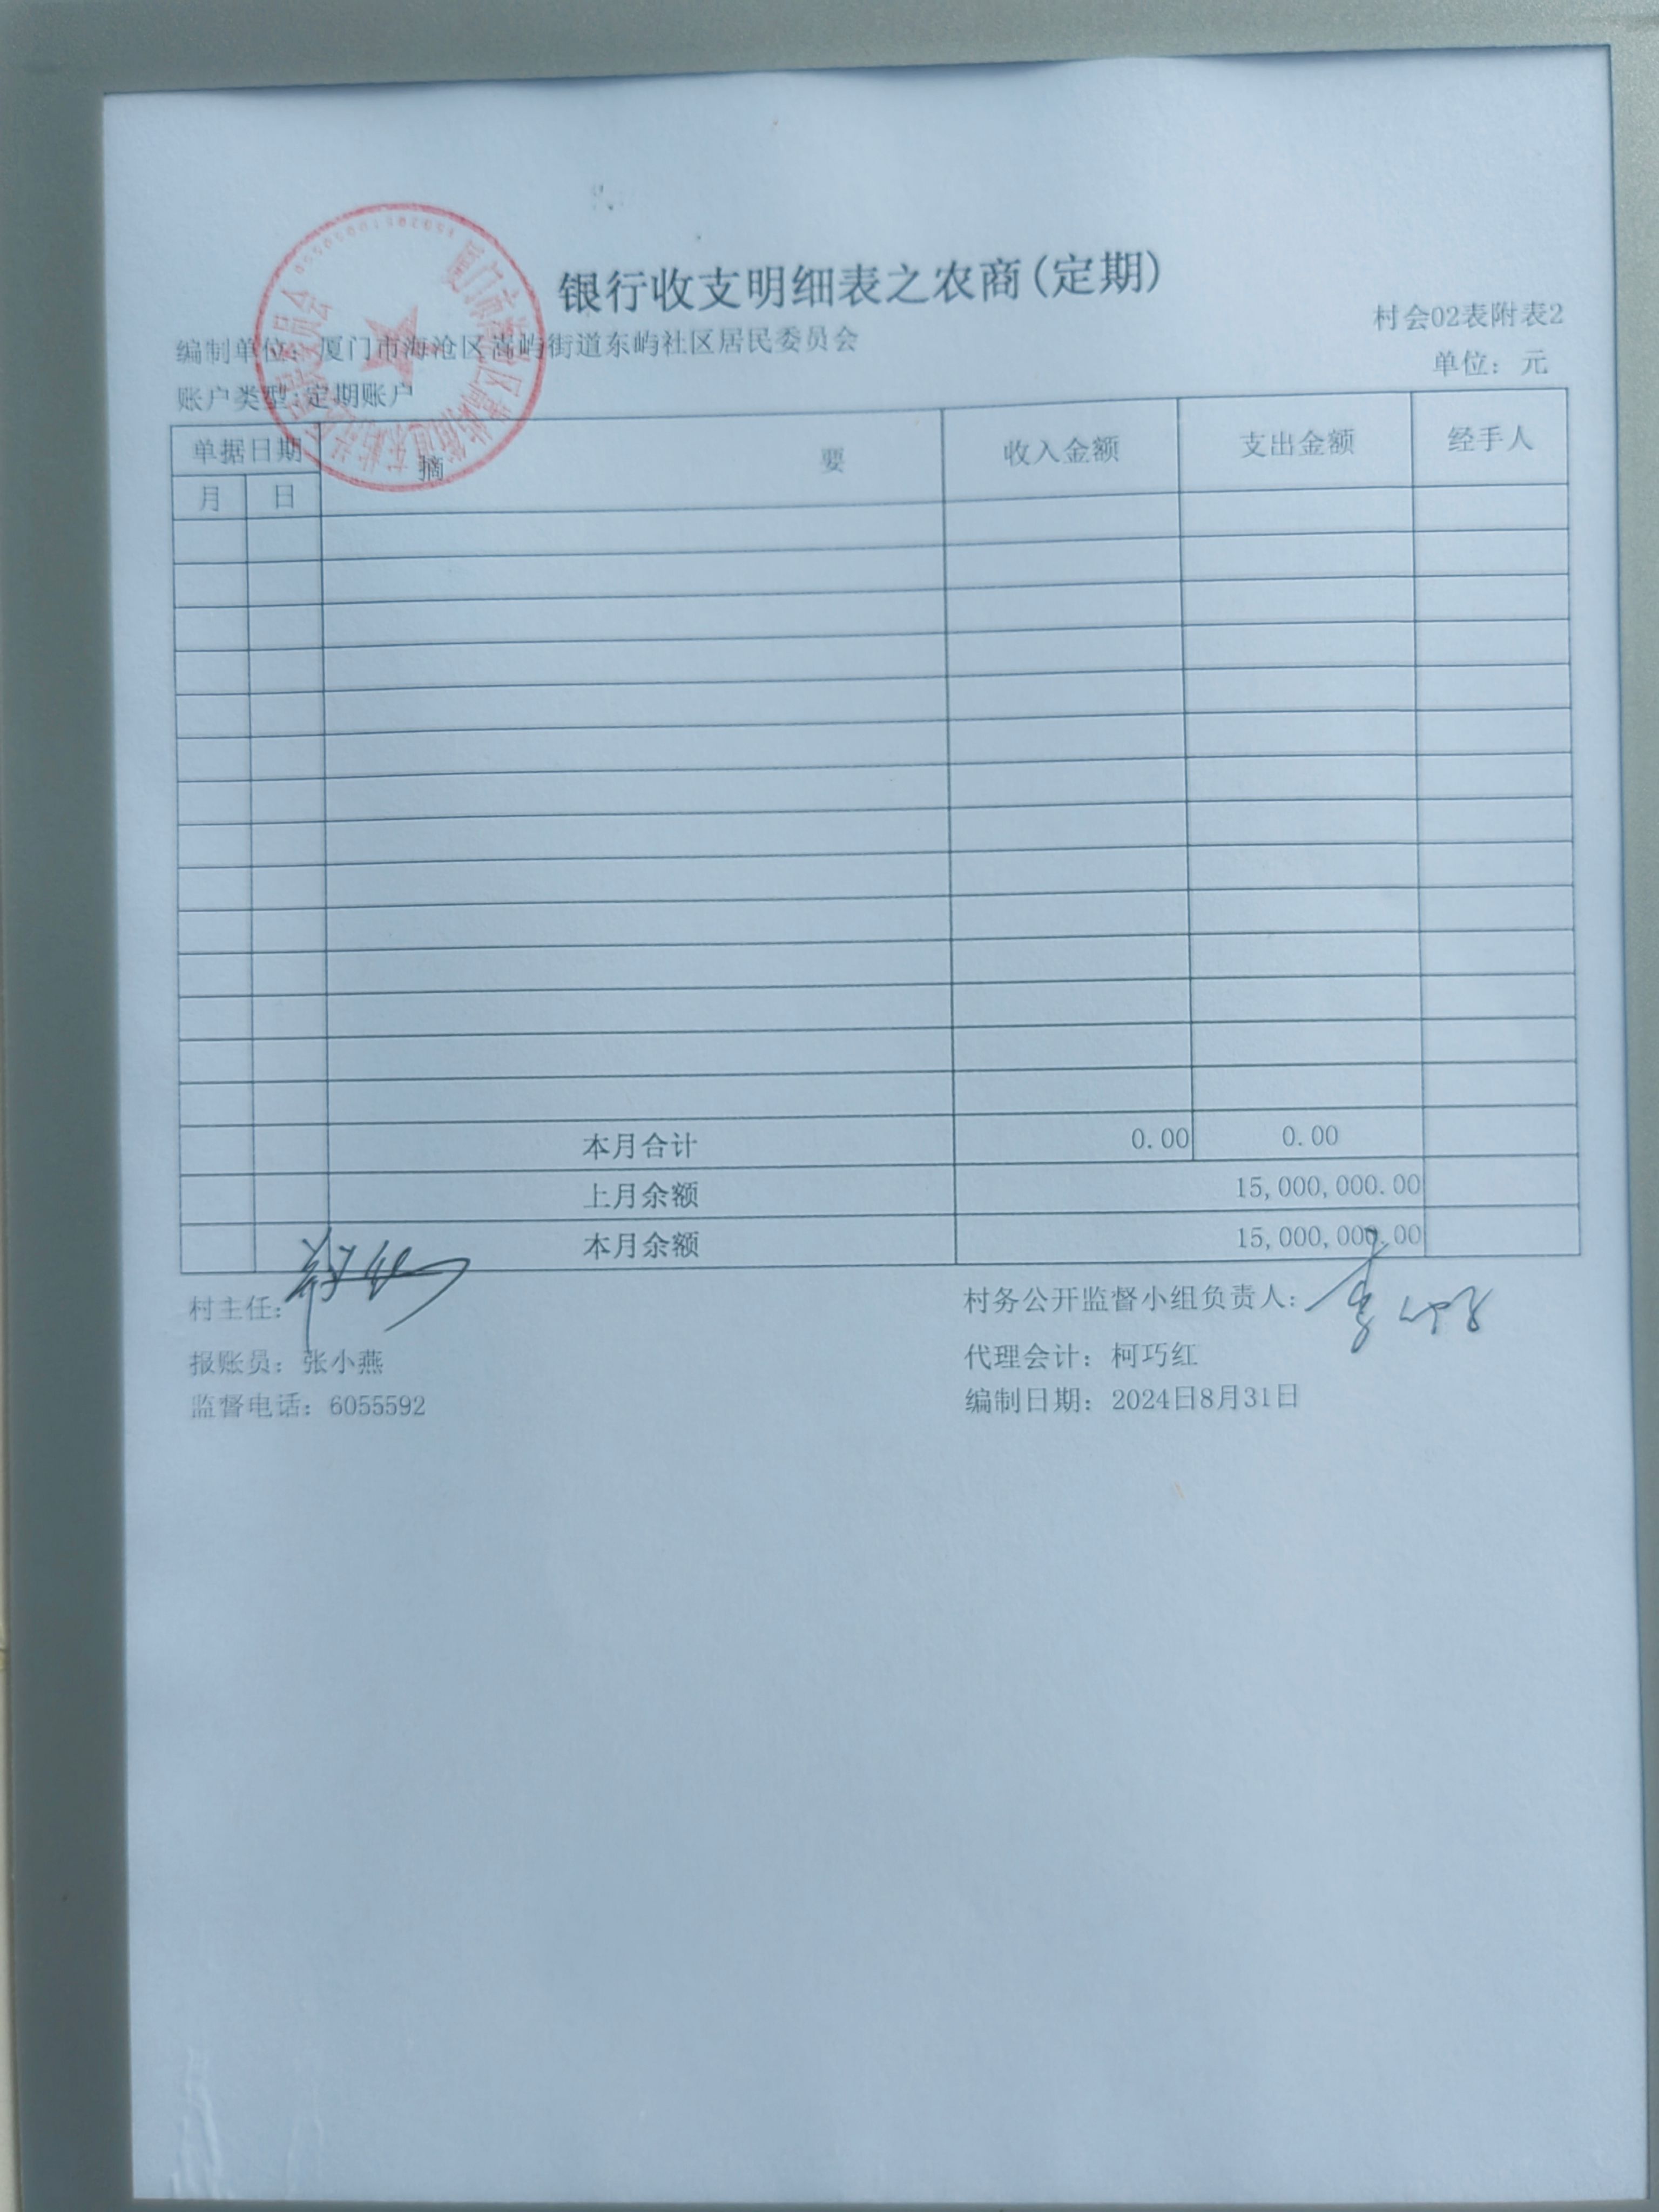 银行收支明细表之农商(定期)
村会02表附表2
编制单位：厦门市海沧区嵩屿街道东屿社区居民委员会
单位：元
账户类型:定期账户
单据日期 摘 要 收入金额 支出金额 经手人
月 日
本月合计 0.00 0.00
上月余额 15,000,000.00
本月余额 15,000,000.00
村主任： 村务公开监督小组负责人：
报账员：张小燕 代理会计：柯巧红
监督电话：6055592 编制日期：2024日8月31日